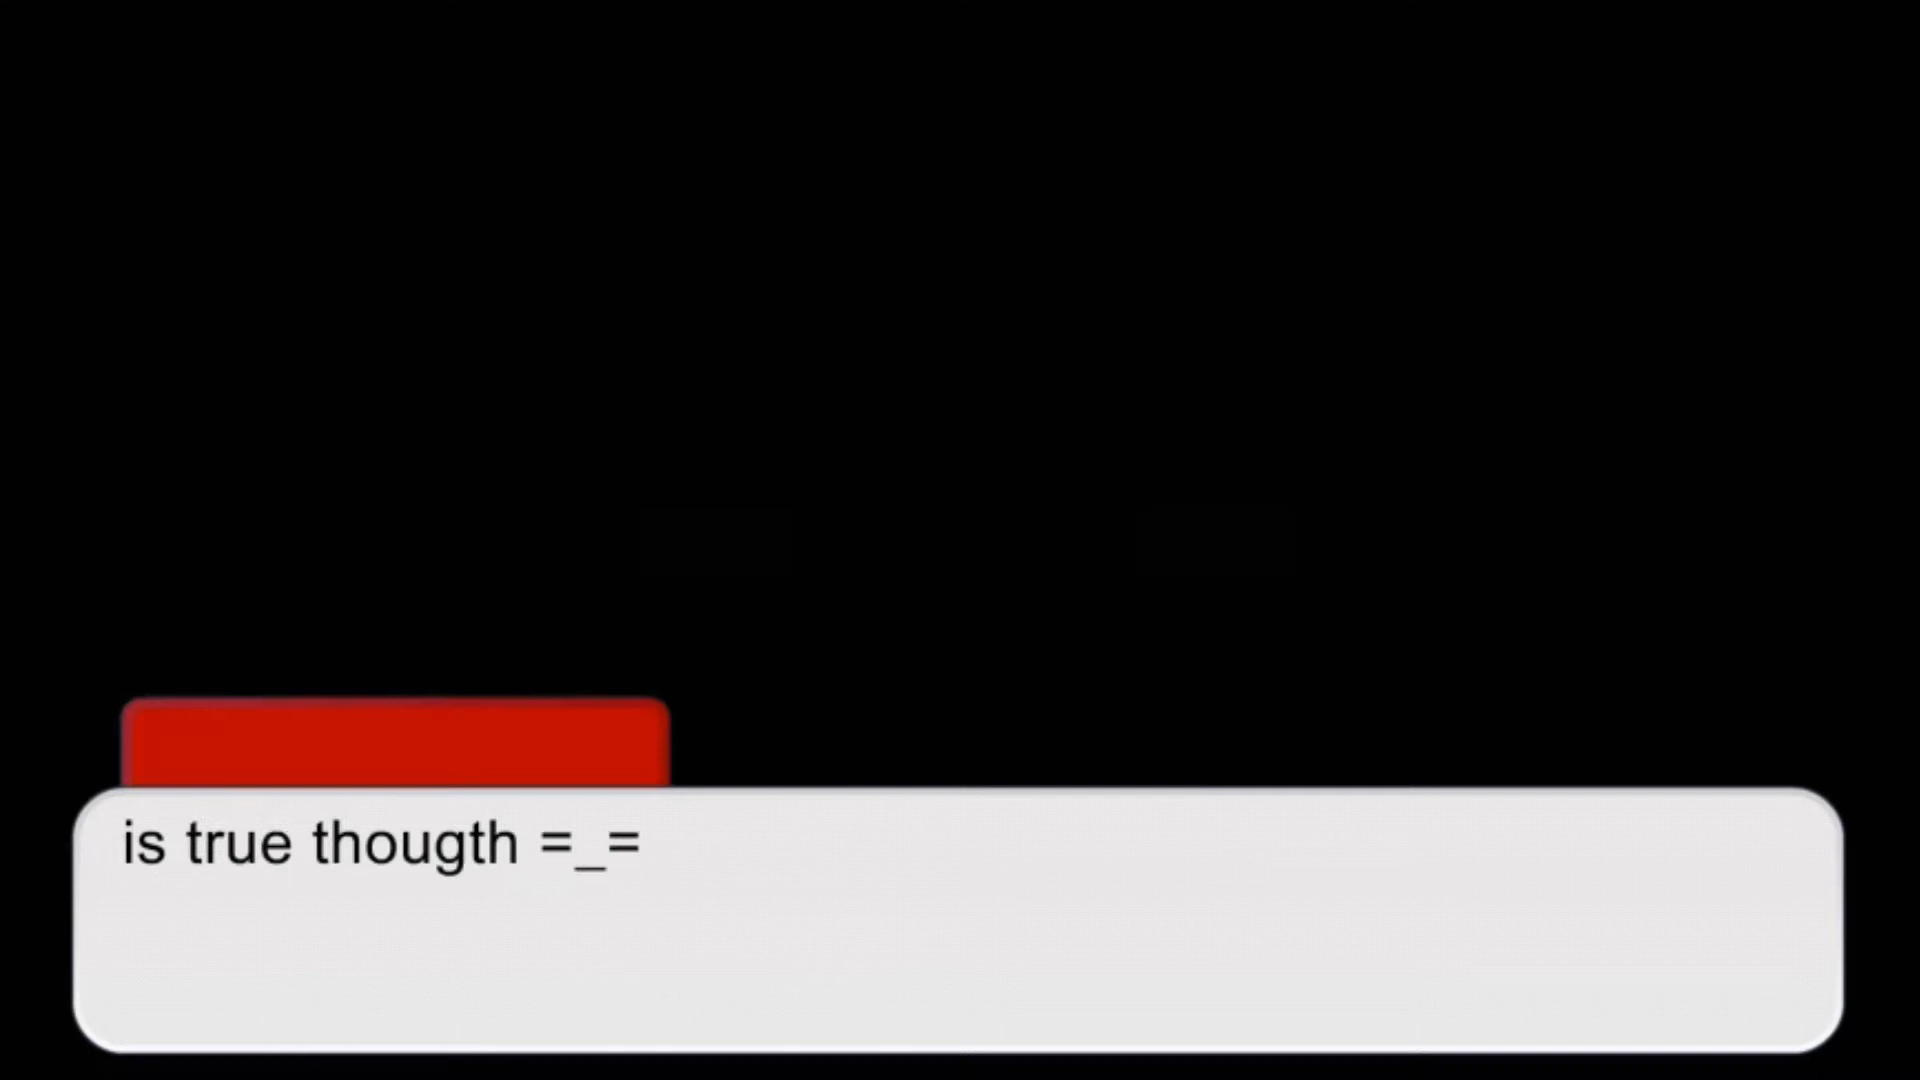 is true thougth =_=